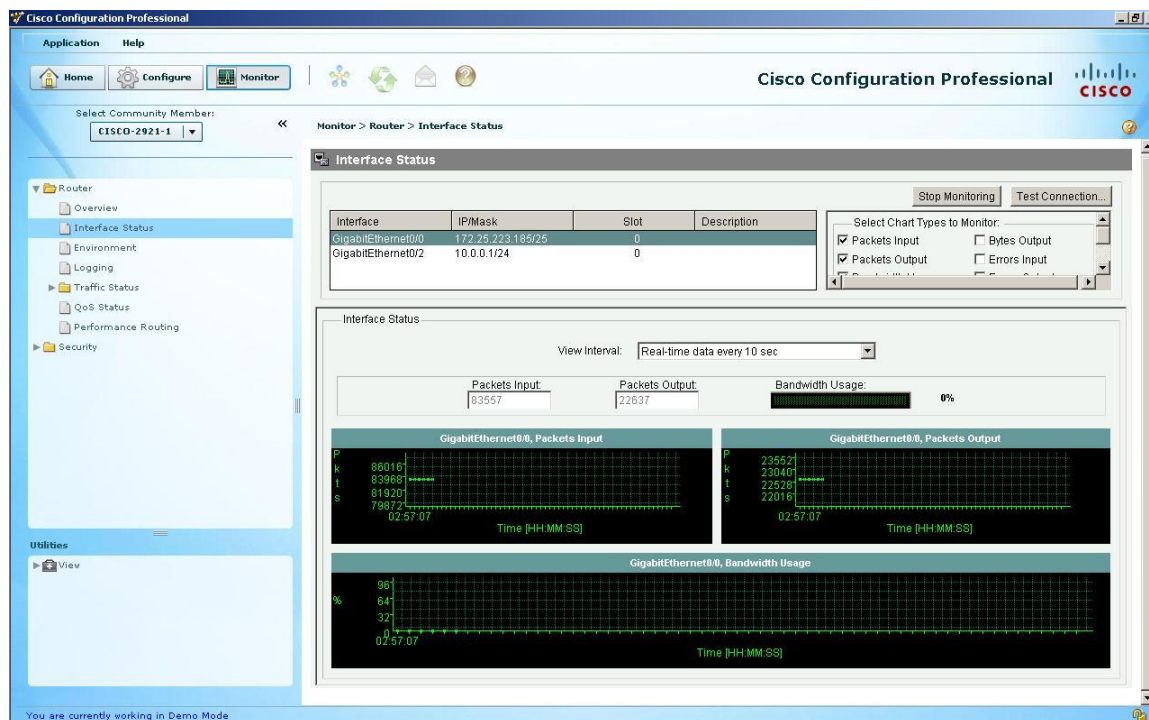 Cisco Configuration Professional
Application Help
Home Configure Monitor
Cisco Configuration Professional
CISCO
Select Community Member:
CISCO-2921-1
Monitor > Router > Interface Status
Interface Status
Router
Overview
Interface Status
Environment
Logging
Traffic Status
QoS Status
Performance Routing
Security
Utilities
View
Stop Monitoring Test Connection...
Interface IP/Mask Slot Description
GigabitEthernet0/0 172.25.223.185/25 0
GigabitEthernet0/2 10.0.0.1/24 0
Select Chart Types to Monitor:
Packets Input Bytes Output
Packets Output Errors Input
Interface Status
View Interval: Real-time data every 10 sec
Packets Input: Packets Output: Bandwidth Usage:
83557 22637 0%
GigabitEthernet0/0, Packets Input
Pkts
86016
83968
81920
79872
02:57:07
Time [HH:MM:SS]
GigabitEthernet0/0, Packets Output
Pkts
23552
23040
22528
22016
02:57:07
Time [HH:MM:SS]
GigabitEthernet0/0, Bandwidth Usage
%
96
64
32
0
02:57:07
Time [HH:MM:SS]
You are currently working in Demo Mode